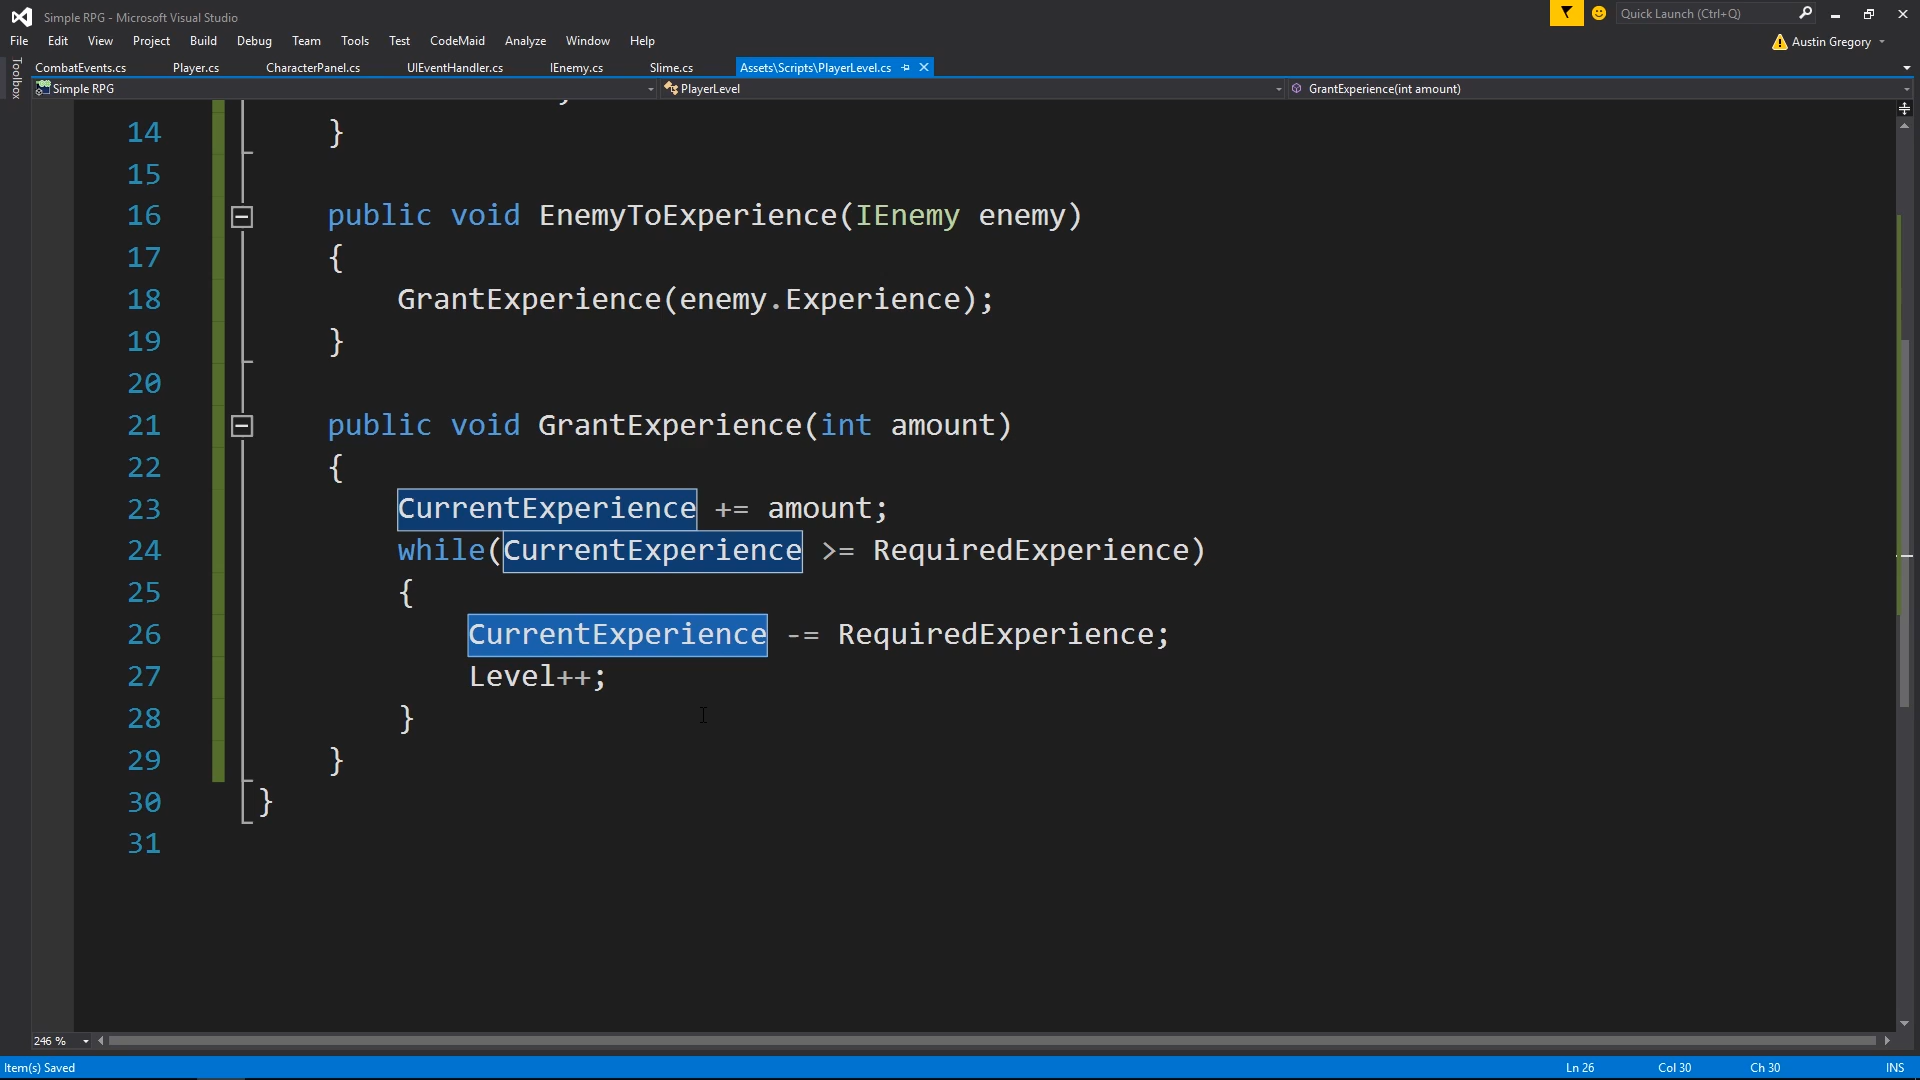 Simple RPG - Microsoft Visual Studio
Quick Launch (Ctrl+Q)
File Edit View Project Build Debug Team Tools Test CodeMaid Analyze Window Help
Austin Gregory
Toolbox
CombatEvents.cs Player.cs CharacterPanel.cs UIEventHandler.cs IEnemy.cs Slime.cs Assets\Scripts\PlayerLevel.cs
Simple RPG PlayerLevel GrantExperience(int amount)
14 }
15
16 public void EnemyToExperience(IEnemy enemy)
17 {
18 GrantExperience(enemy.Experience);
19 }
20
21 public void GrantExperience(int amount)
22 {
23 CurrentExperience += amount;
24 while(CurrentExperience >= RequiredExperience)
25 {
26 CurrentExperience -= RequiredExperience;
27 Level++;
28 }
29 }
30 }
31
246 %
Item(s) Saved Ln 26 Col 30 Ch 30 INS